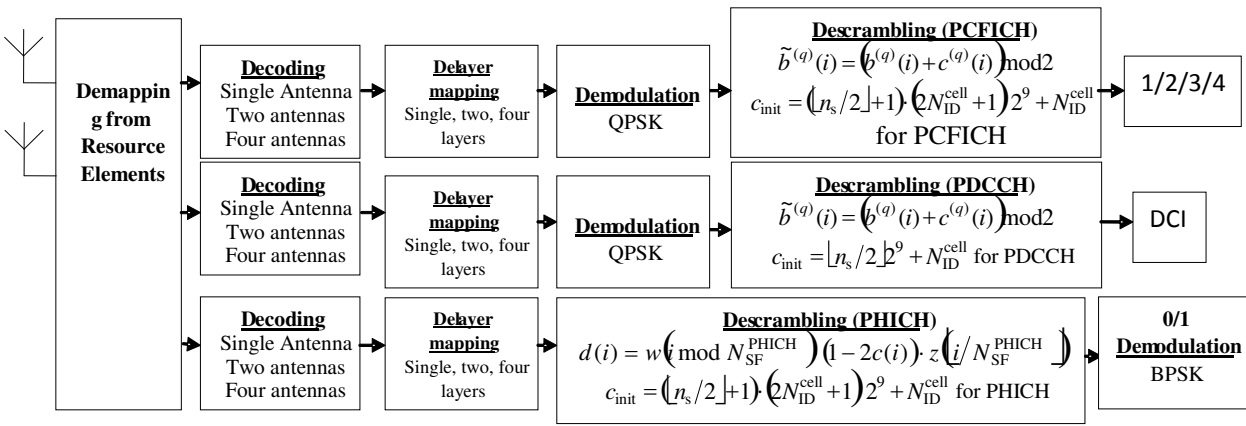 Demappin
g from
Resource
Elements
Decoding
Single Antenna
Two antennas
Four antennas
Delayer
mapping
Single, two, four
layers
Demodulation
QPSK
Descrambling (PCFICH)
b̃^(q)(i) = (b^(q)(i) + c^(q)(i)) mod2
c_init = (⌊n_s/2⌋+1)·(2N_ID^cell +1) 2^9 + N_ID^cell
for PCFICH
1/2/3/4
Decoding
Single Antenna
Two antennas
Four antennas
Delayer
mapping
Single, two, four
layers
Demodulation
QPSK
Descrambling (PDCCH)
b̃^(q)(i) = (b^(q)(i) + c^(q)(i)) mod2
c_init = ⌊n_s/2⌋2^9 + N_ID^cell for PDCCH
DCI
Decoding
Single Antenna
Two antennas
Four antennas
Delayer
mapping
Single, two, four
layers
Descrambling (PHICH)
d(i) = w(i mod N_SF^PHICH) (1 − 2c(i))· z(⌊i/N_SF^PHICH⌋)
c_init = (⌊n_s/2⌋+1)·(2N_ID^cell +1) 2^9 + N_ID^cell for PHICH
0/1
Demodulation
BPSK